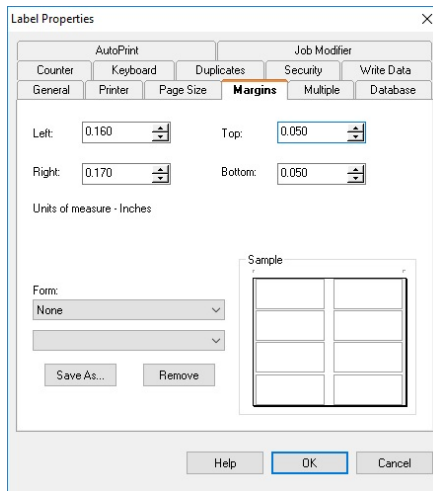 Label Properties
AutoPrint Job Modifier
Counter Keyboard Duplicates Security Write Data
General Printer Page Size Margins Multiple Database
Left: 0.160 Top: 0.050
Right: 0.170 Bottom: 0.050
Units of measure - Inches
Sample
Form:
None
Save As... Remove
Help OK Cancel